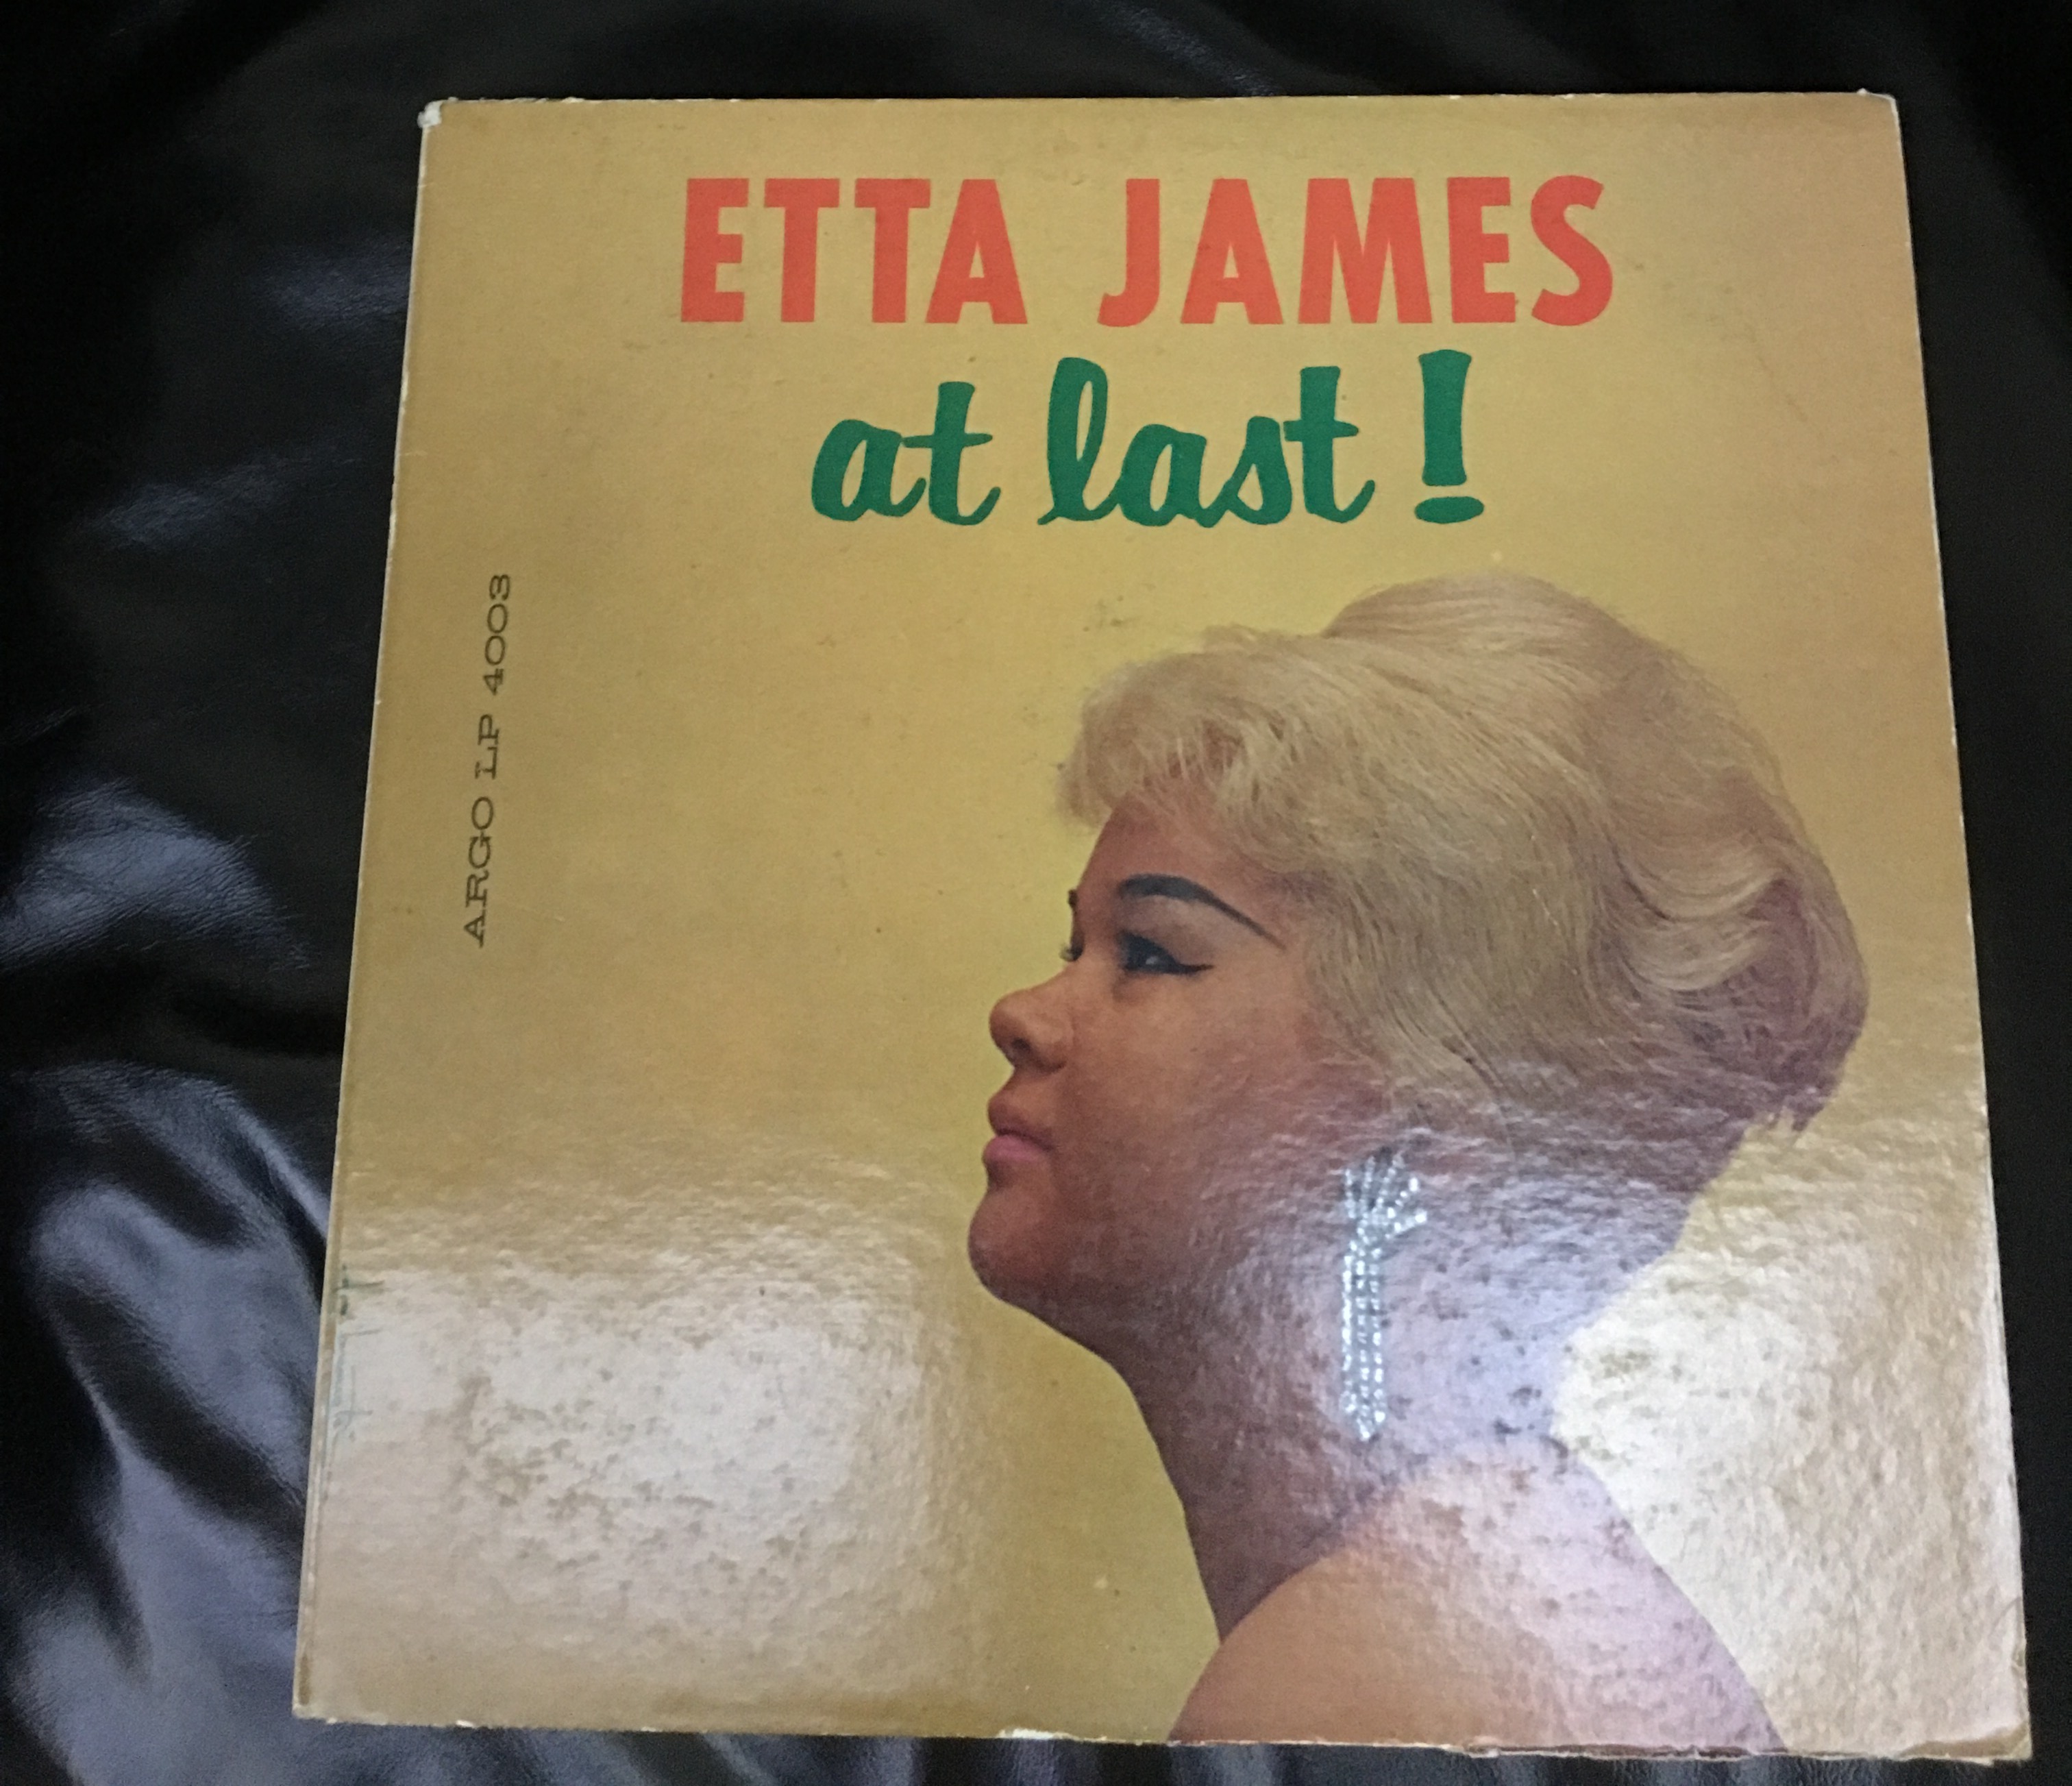 ETTA JAMES
at last!
ARGO LP 4003